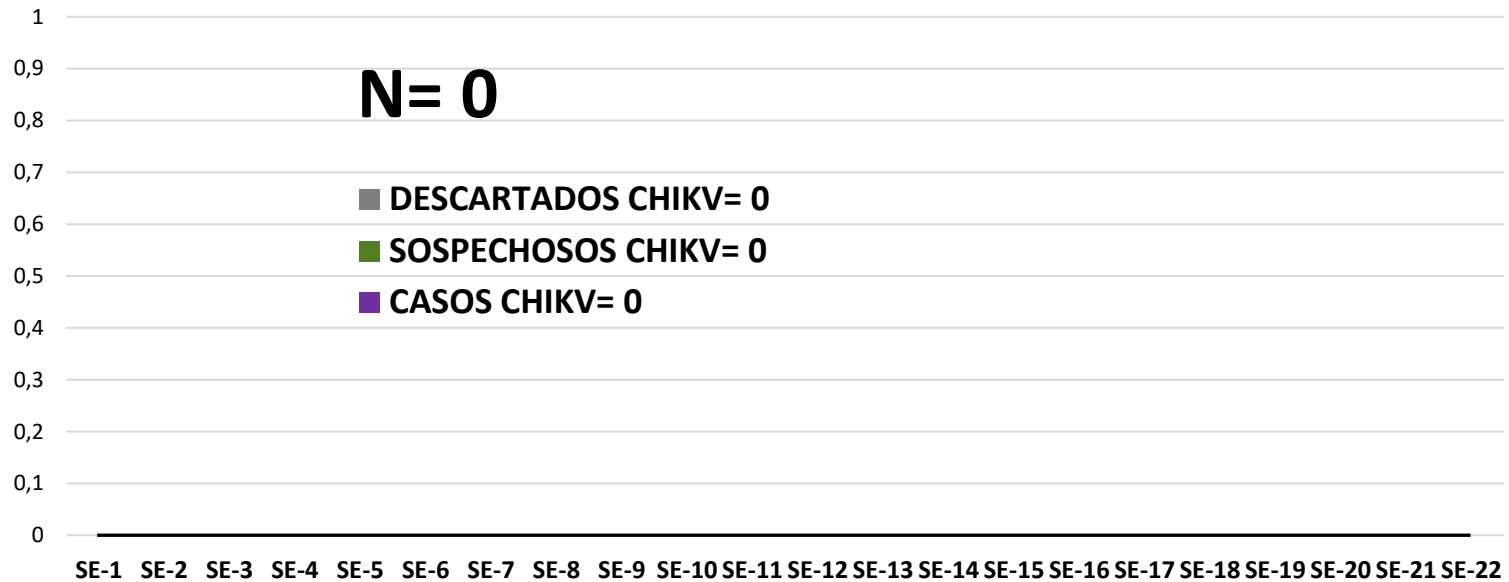 1
0,9
N= 0
0,8
0,7
DESCARTADOS CHIKV= 0
0,6
SOSPECHOSOS CHIKV= 0
0,5
CASOS CHIKV= 0
0,4
0,3
0,2
0,1
0
SE-1 SE-2 SE-3 SE-4 SE-5 SE-6 SE-7 SE-8 SE-9 SE-10 SE-11 SE-12 SE-13 SE-14 SE-15 SE-16 SE-17 SE-18 SE-19 SE-20 SE-21 SE-22